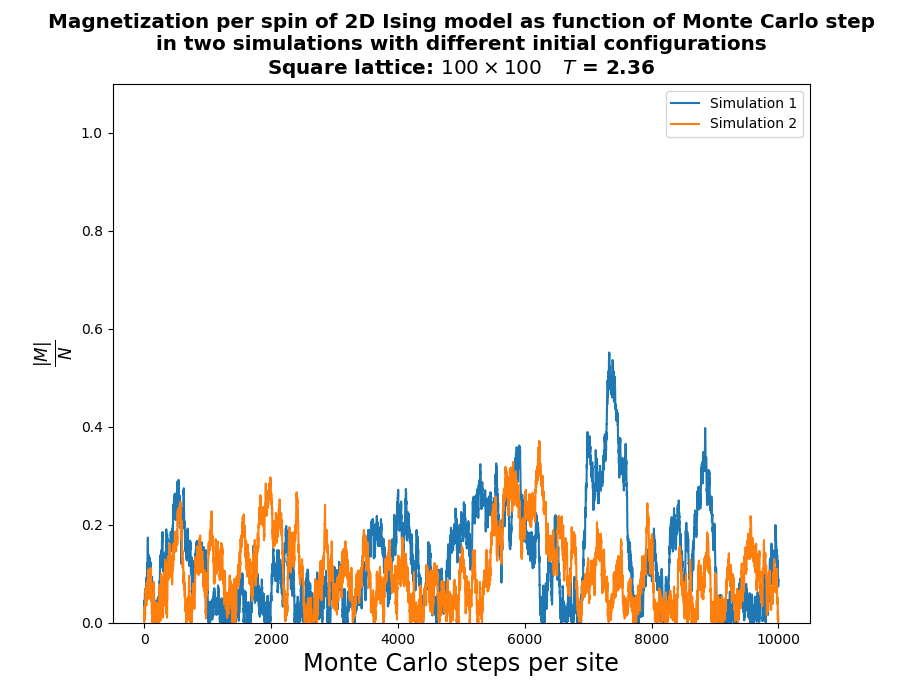 Magnetization per spin of 2D Ising model as function of Monte Carlo step
in two simulations with different initial configurations
Square lattice: 100 × 100 T = 2.36
Simulation 1
Simulation 2
1.0
0.8
0.6
0.4
0.2
0.0
|M|
N
0 2000 4000 6000 8000 10000
Monte Carlo steps per site